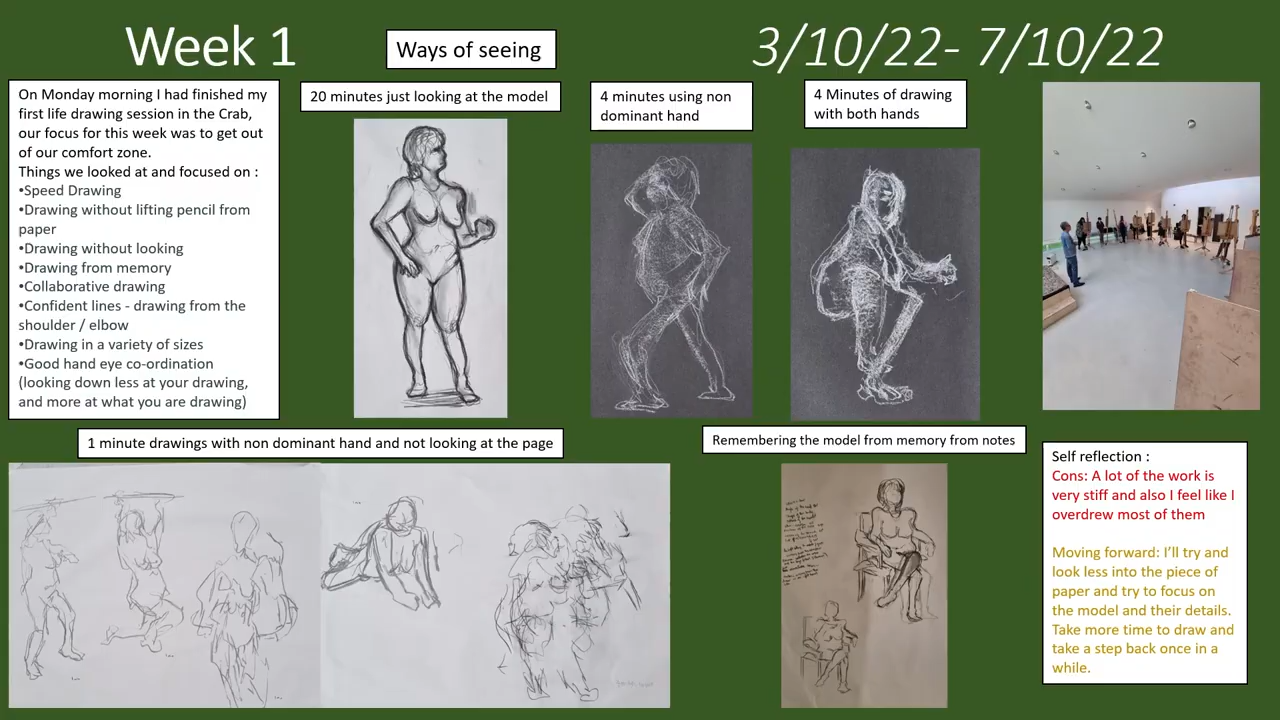 Week 1
Ways of seeing
3/10/22- 7/10/22
On Monday morning I had finished my
first life drawing session in the Crab,
our focus for this week was to get out
of our comfort zone.
Things we looked at and focused on :
•Speed Drawing
•Drawing without lifting pencil from
paper
•Drawing without looking
•Drawing from memory
•Collaborative drawing
•Confident lines - drawing from the
shoulder / elbow
•Drawing in a variety of sizes
•Good hand eye co-ordination
(looking down less at your drawing,
and more at what you are drawing)
20 minutes just looking at the model
4 minutes using non
dominant hand
4 Minutes of drawing
with both hands
1 minute drawings with non dominant hand and not looking at the page
Remembering the model from memory from notes
Self reflection :
Cons: A lot of the work is
very stiff and also I feel like I
overdrew most of them
Moving forward: I’ll try and
look less into the piece of
paper and try to focus on
the model and their details.
Take more time to draw and
take a step back once in a
while.